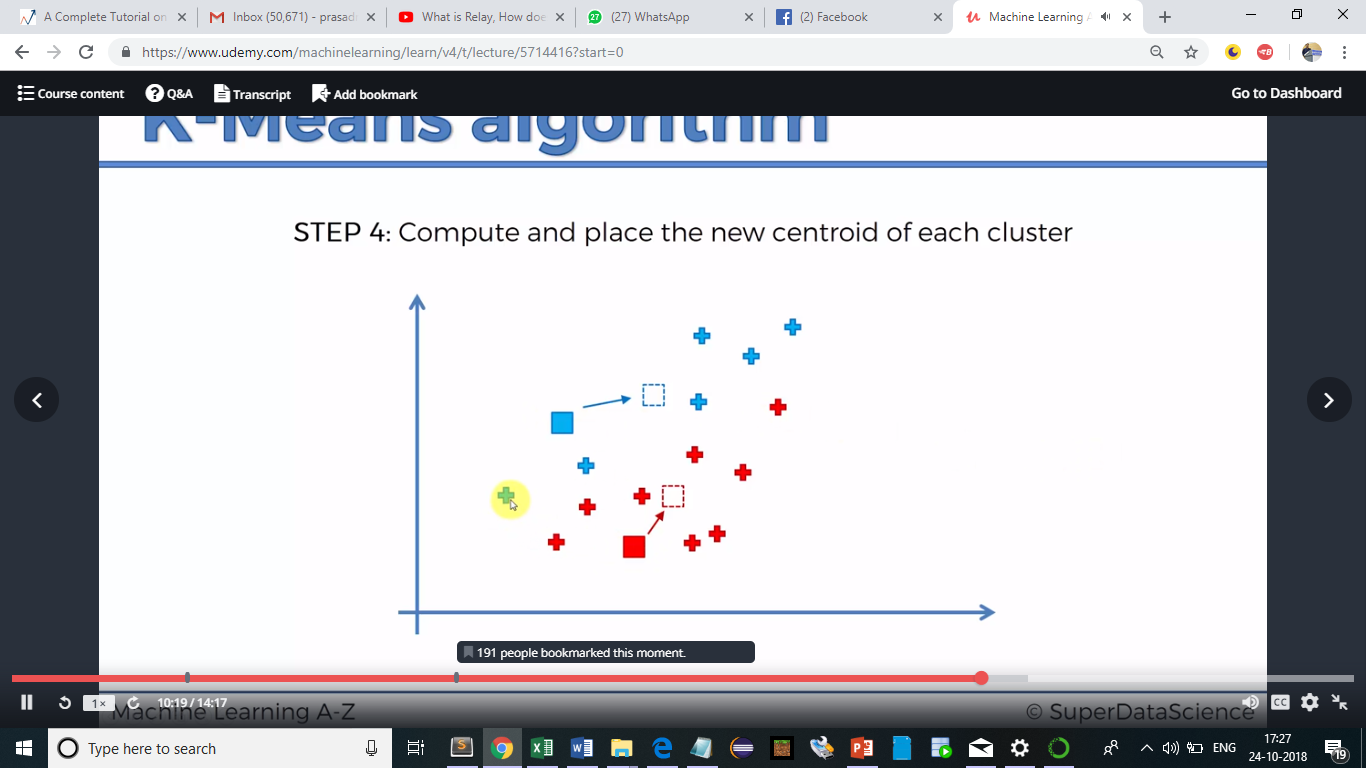 A Complete Tutorial on
Inbox (50,671) - prasad
What is Relay, How doe
(27) WhatsApp
(2) Facebook
Machine Learning A
https://www.udemy.com/machinelearning/learn/v4/t/lecture/5714416?start=0
Course content
Q&A
Transcript
Add bookmark
Go to Dashboard
K-Means algorithm
STEP 4: Compute and place the new centroid of each cluster
191 people bookmarked this moment.
1×
10:19 / 14:17
CC
Machine Learning A-Z
© SuperDataScience
Type here to search
ENG
17:27
24-10-2018
19